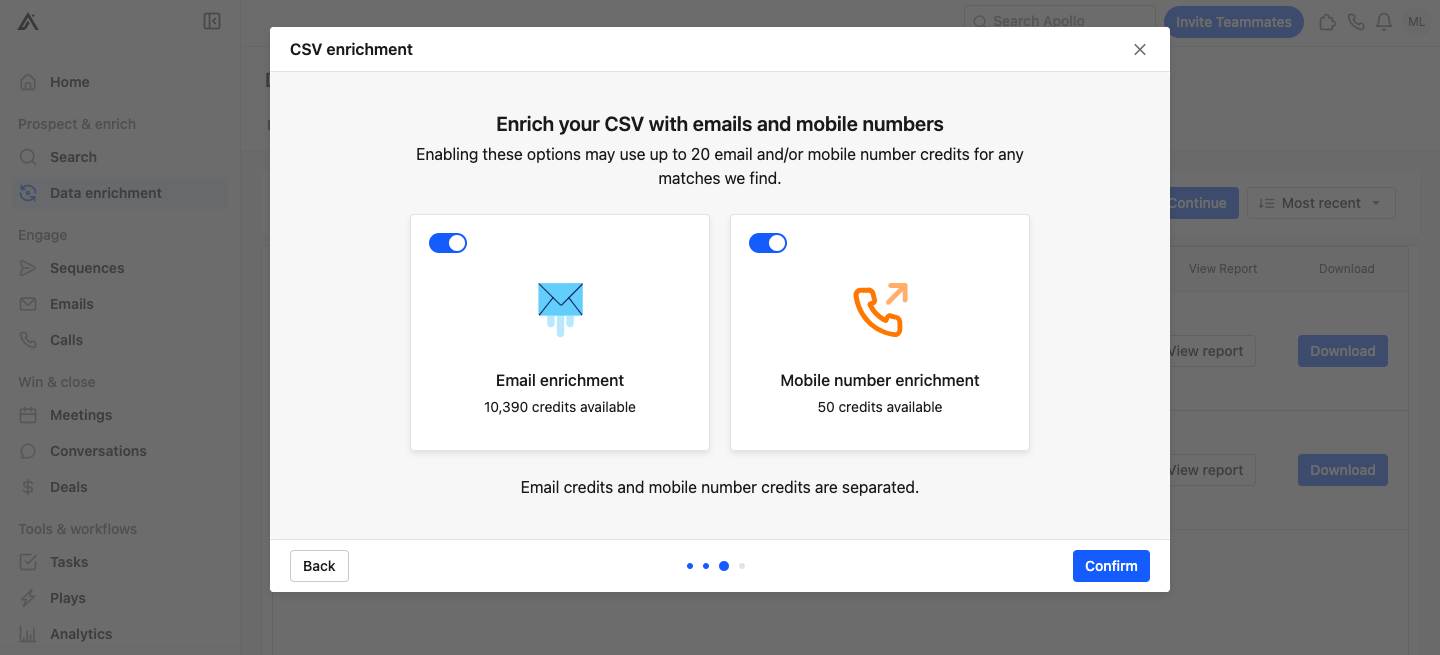 Search Apollo
Invite Teammates
ML
CSV enrichment
Home
Prospect & enrich
Search
Data enrichment
Engage
Sequences
Emails
Calls
Win & close
Meetings
Conversations
Deals
Tools & workflows
Tasks
Plays
Analytics
Enrich your CSV with emails and mobile numbers
Enabling these options may use up to 20 email and/or mobile number credits for any
matches we find.
Email enrichment
10,390 credits available
Mobile number enrichment
50 credits available
Email credits and mobile number credits are separated.
Back
Confirm
Continue
Most recent
View Report
Download
View report
Download
View report
Download